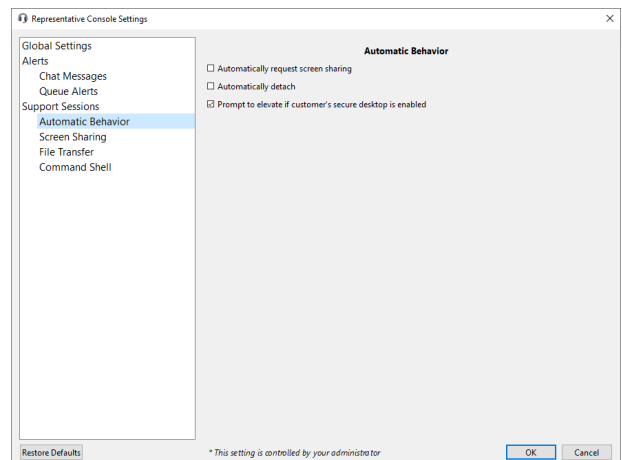 Representative Console Settings
Global Settings
Alerts
Chat Messages
Queue Alerts
Support Sessions
Automatic Behavior
Screen Sharing
File Transfer
Command Shell
Automatic Behavior
Automatically request screen sharing
Automatically detach
Prompt to elevate if customer's secure desktop is enabled
Restore Defaults
* This setting is controlled by your administrator
OK
Cancel